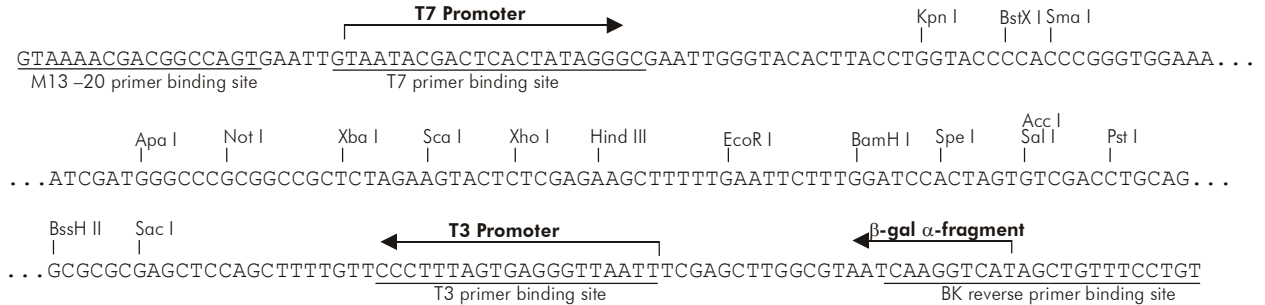 T7 Promoter
Kpn I BstX I Sma I
GTAAAACGACGGCCAGTGAATTGTAATACGACTCACTATAGGGCGAATTGGGTACACTTACCTGGTACCCCACCCGGGTGGAAA...
M13 –20 primer binding site T7 primer binding site
Acc I
Apa I Not I Xba I Sca I Xho I Hind III EcoR I BamH I Spe I Sal I Pst I
...ATCGATGGGCCCGCGGCCGCTCTAGAAGTACTCTCGAGAAGCTTTTTGAATTCTTTGGATCCACTAGTGTCGACCTGCAG...
BssH II Sac I T3 Promoter β-gal α-fragment
...GCGCGCGAGCTCCAGCTTTTGTTCCCTTTAGTGAGGGTTAATTTCGAGCTTGGCGTAATCAAGGTCATAGCTGTTTCCTGT
T3 primer binding site BK reverse primer binding site